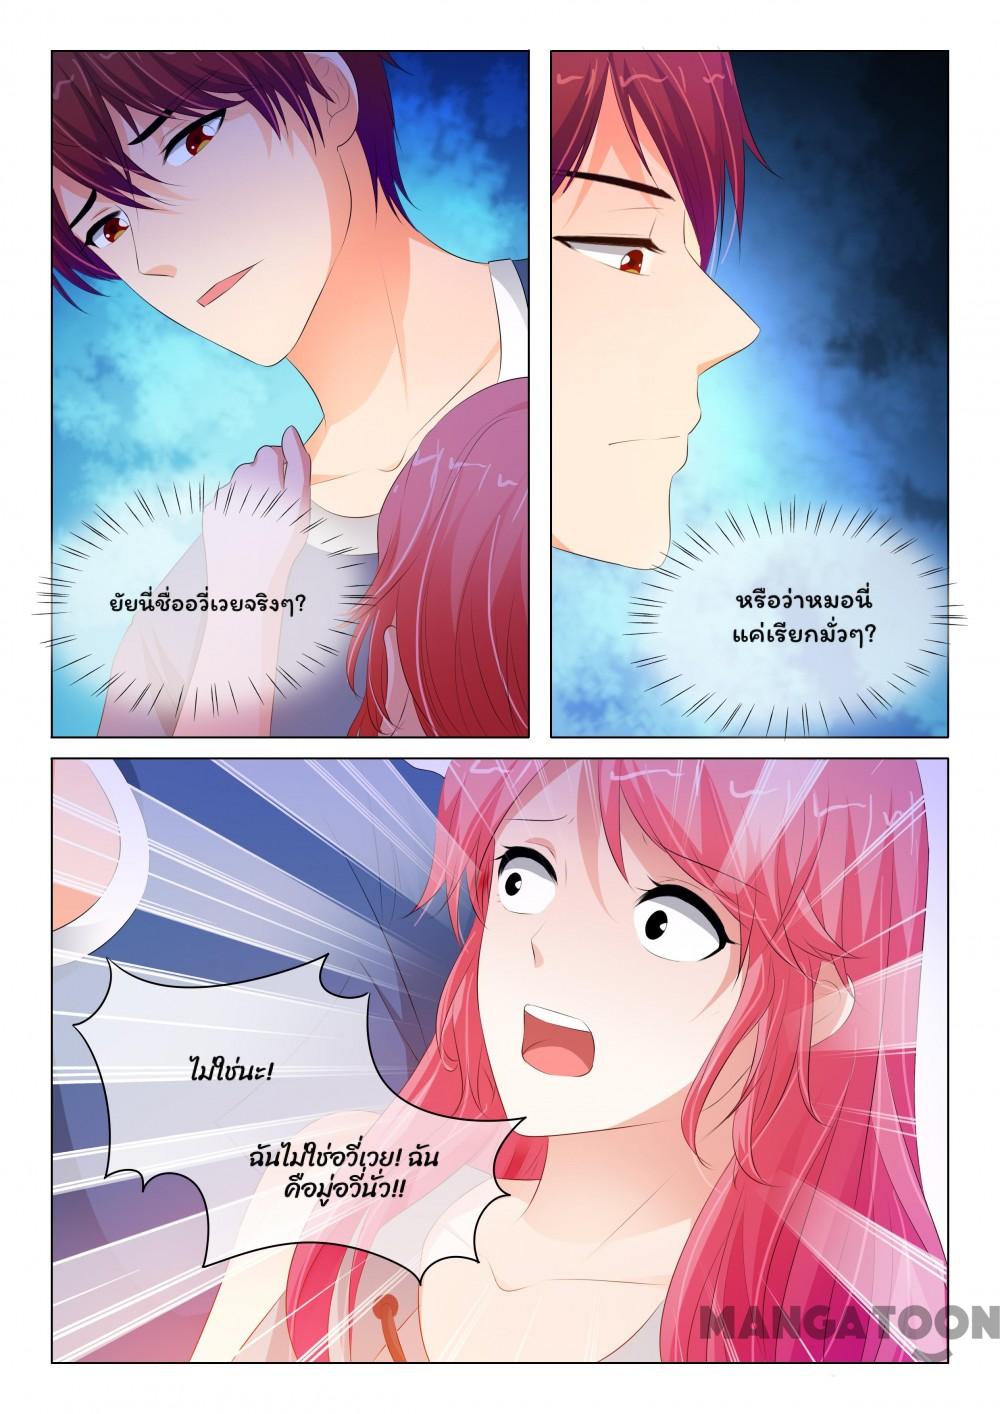 ยัยนี่ชื่ออวี่เวยจริงๆ?
หรือว่าหมอนี่
แค่เรียกมั่วๆ?
ไม่ใช่นะ!
ฉันไม่ใช่อวี่เวย! ฉัน
คือมู่อวี่นั่ว!!
MANGATOON